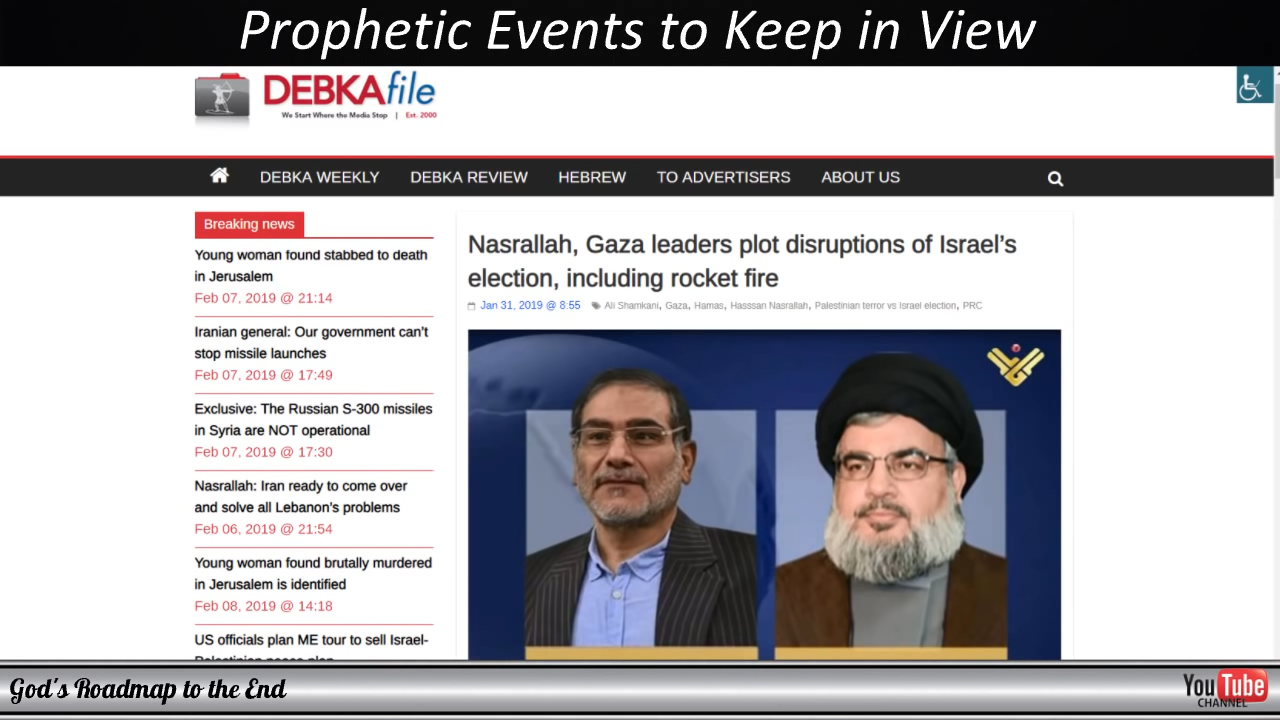 Prophetic Events to Keep in View
DEBKAfile
We Start Where the Media Stop | Est. 2000
DEBKA WEEKLY DEBKA REVIEW HEBREW TO ADVERTISERS ABOUT US
Breaking news
Young woman found stabbed to death
in Jerusalem
Feb 07, 2019 @ 21:14
Iranian general: Our government can't
stop missile launches
Feb 07, 2019 @ 17:49
Exclusive: The Russian S-300 missiles
in Syria are NOT operational
Feb 07, 2019 @ 17:30
Nasrallah: Iran ready to come over
and solve all Lebanon's problems
Feb 06, 2019 @ 21:54
Young woman found brutally murdered
in Jerusalem is identified
Feb 08, 2019 @ 14:18
US officials plan ME tour to sell Israel-
Nasrallah, Gaza leaders plot disruptions of Israel's
election, including rocket fire
Jan 31, 2019 @ 8:55 Ali Shamkani, Gaza, Hamas, Hasssan Nasrallah, Palestinian terror vs Israel election, PRC
God's Roadmap to the End
YouTube
CHANNEL